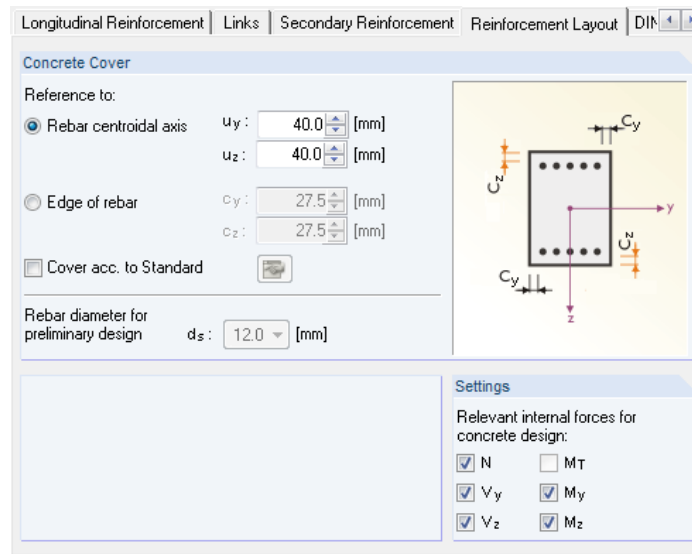 Longitudinal Reinforcement Links Secondary Reinforcement Reinforcement Layout DIN
Concrete Cover
Reference to:
Rebar centroidal axis uy: 40.0 [mm]
uz: 40.0 [mm]
Edge of rebar cy: 27.5 [mm]
cz: 27.5 [mm]
Cover acc. to Standard
Rebar diameter for
preliminary design ds: 12.0 [mm]
Cy
Cz
y
Cz
Cy
z
Settings
Relevant internal forces for
concrete design:
N MT
Vy My
Vz Mz